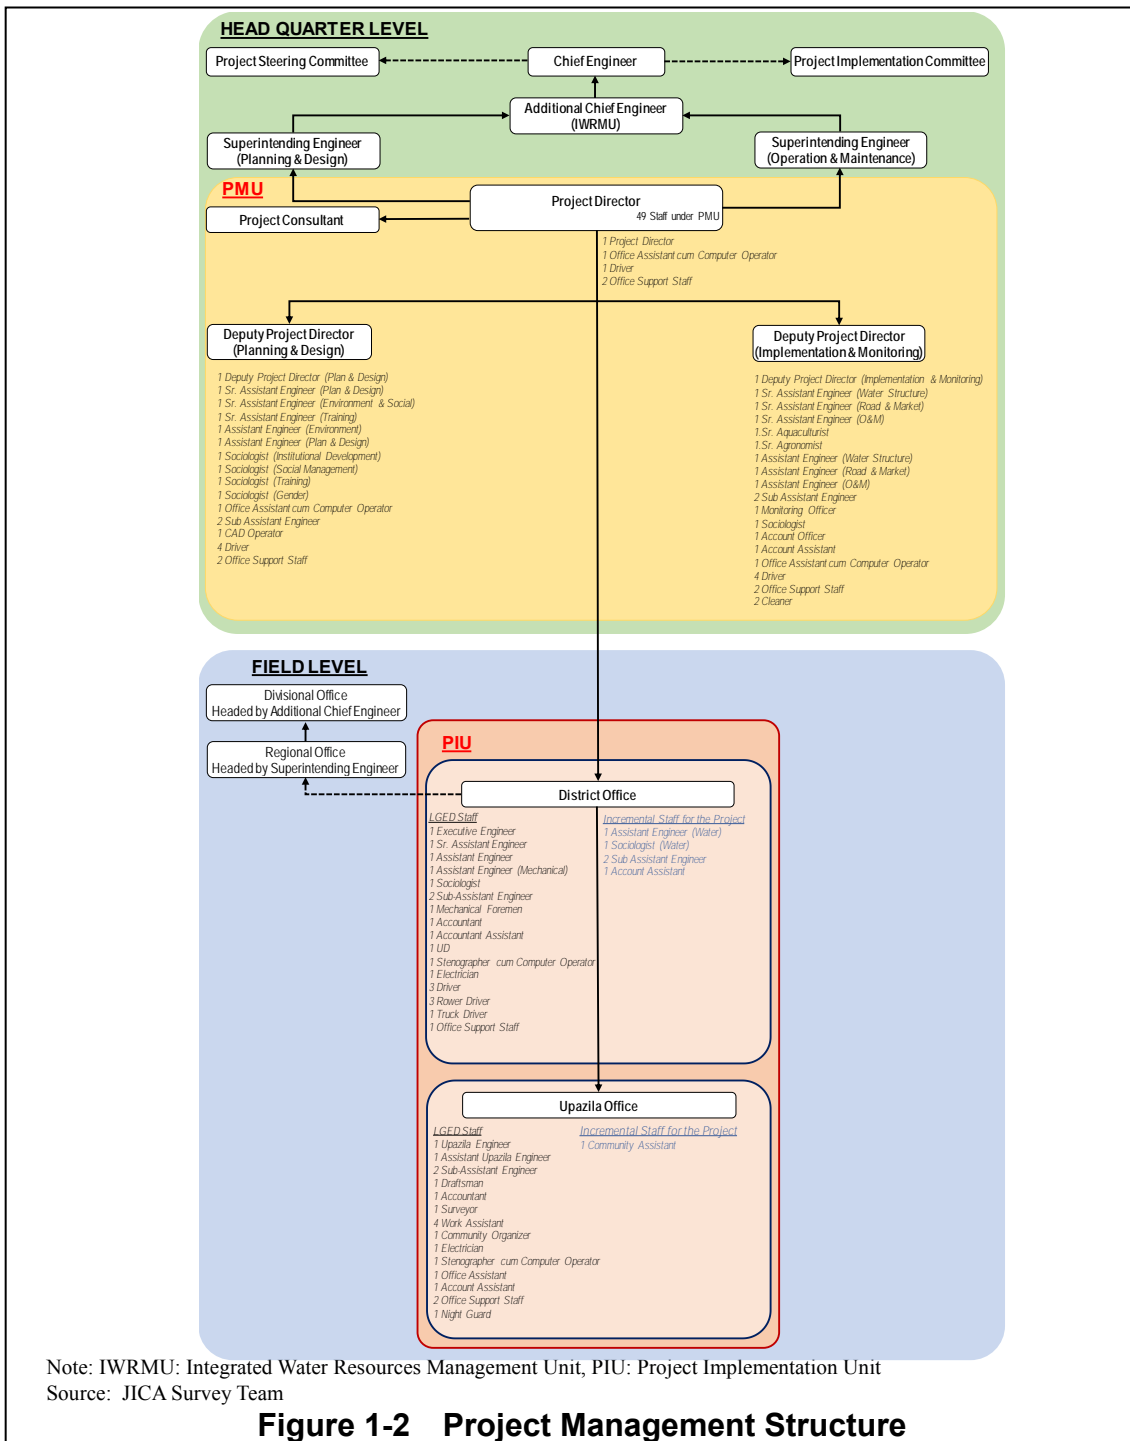 HEAD QUARTER LEVEL
Project Steering Committee
Chief Engineer
Project Implementation Committee
Additional Chief Engineer
(IWRMU)
Superintending Engineer
(Planning & Design)
Superintending Engineer
(Operation & Maintenance)
PMU
Project Director
49 Staff under PMU
Project Consultant
1 Project Director
1 Office Assistant cum Computer Operator
1 Driver
2 Office Support Staff
Deputy Project Director
(Planning & Design)
1 Deputy Project Director (Plan & Design)
1 Sr. Assistant Engineer (Plan & Design)
1 Sr. Assistant Engineer (Environment & Social)
1 Sr. Assistant Engineer (Training)
1 Assistant Engineer (Environment)
1 Assistant Engineer (Plan & Design)
1 Sociologist (Institutional Development)
1 Sociologist (Social Management)
1 Sociologist (Training)
1 Sociologist (Gender)
1 Office Assistant cum Computer Operator
2 Sub Assistant Engineer
1 CAD Operator
4 Driver
2 Office Support Staff
Deputy Project Director
(Implementation & Monitoring)
1 Deputy Project Director (Implementation & Monitoring)
1 Sr. Assistant Engineer (Water Structure)
1 Sr. Assistant Engineer (Road & Market)
1 Sr. Assistant Engineer (O&M)
1.Sr. Aquaculturist
1.Sr. Agronomist
1 Assistant Engineer (Water Structure)
1 Assistant Engineer (Road & Market)
1 Assistant Engineer (O&M)
2 Sub Assistant Engineer
1 Monitoring Officer
1 Sociologist
1 Account Officer
1 Account Assistant
1 Office Assistant cum Computer Operator
4 Driver
2 Office Support Staff
2 Cleaner
FIELD LEVEL
Divisional Office
Headed by Additional Chief Engineer
Regional Office
Headed by Superintending Engineer
PIU
District Office
LGED Staff
1 Executive Engineer
1 Sr. Assistant Engineer
1 Assistant Engineer
1 Assistant Engineer (Mechanical)
1 Sociologist
2 Sub-Assistant Engineer
1 Mechanical Foremen
1 Accountant
1 Accountant Assistant
1 UD
1 Stenographer cum Computer Operator
1 Electrician
3 Driver
3 Rower Driver
1 Truck Driver
1 Office Support Staff
Incremental Staff for the Project
1 Assistant Engineer (Water)
1 Sociologist (Water)
2 Sub Assistant Engineer
1 Account Assistant
Upazila Office
LGED Staff
1 Upazila Engineer
1 Assistant Upazila Engineer
2 Sub-Assistant Engineer
1 Draftsman
1 Accountant
1 Surveyor
4 Work Assistant
1 Community Organizer
1 Electrician
1 Stenographer cum Computer Operator
1 Office Assistant
1 Account Assistant
2 Office Support Staff
1 Night Guard
Incremental Staff for the Project
1 Community Assistant
Note: IWRMU: Integrated Water Resources Management Unit, PIU: Project Implementation Unit
Source: JICA Survey Team
Figure 1-2 Project Management Structure